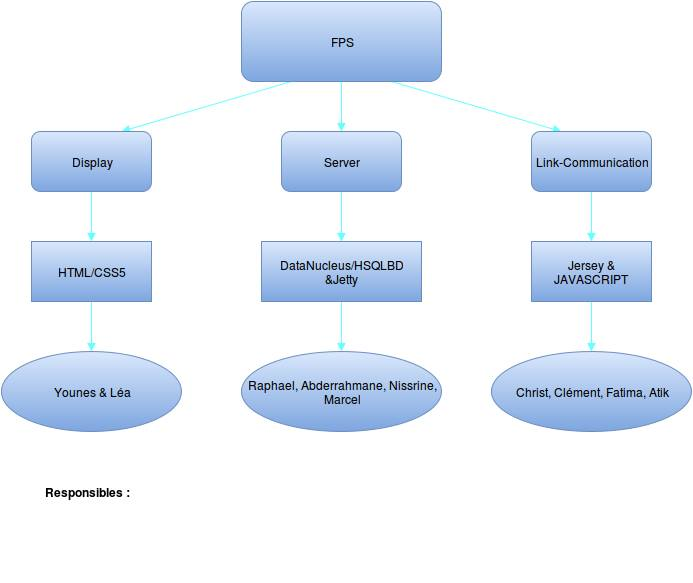 FPS
Display
Server
Link-Communication
HTML/CSS5
DataNucleus/HSQLBD
&Jetty
Jersey &
JAVASCRIPT
Younes & Léa
Raphael, Abderrahmane, Nissrine,
Marcel
Christ, Clément, Fatima, Atik
Responsibles :